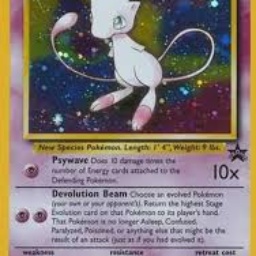 New Species Pokémon. Length: 1' 4", Weight: 9 lbs.
Psywave Does 10 damage times the
number of Energy cards attached to the
Defending Pokémon.
10x
Devolution Beam Choose an evolved Pokémon
(your own or your opponent's). Return the highest Stage
Evolution card on that Pokémon to its player's hand.
That Pokémon is no longer Asleep, Confused,
Paralyzed, Poisoned, or anything else that might be the
result of an attack (just as if you had evolved it).
weakness resistance retreat cost